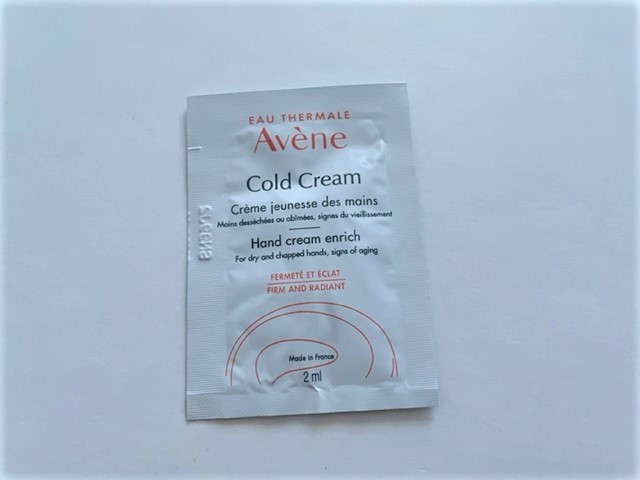 EAU THERMALE
Avène
Cold Cream
Crème jeunesse des mains
Mains desséchées ou abîmées, signes du vieillissement
Hand cream enrich
For dry and chapped hands, signs of aging
FERMETÉ ET ÉCLAT
FIRM AND RADIANT
Made in France
2 ml